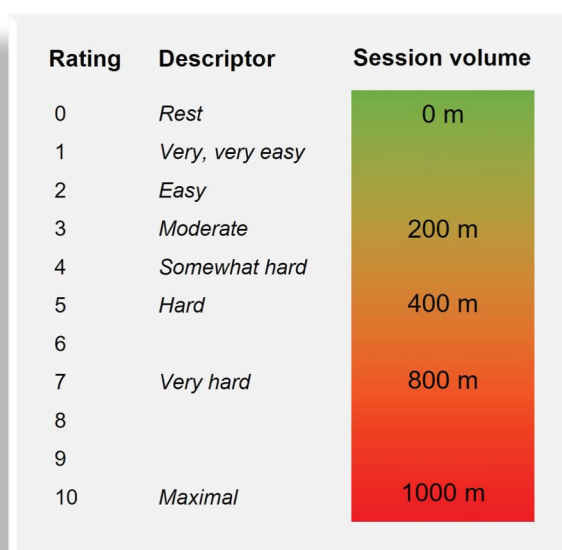 Rating Descriptor Session volume
0 Rest 0 m
1 Very, very easy
2 Easy
3 Moderate 200 m
4 Somewhat hard
5 Hard 400 m
6
7 Very hard 800 m
8
9
10 Maximal 1000 m